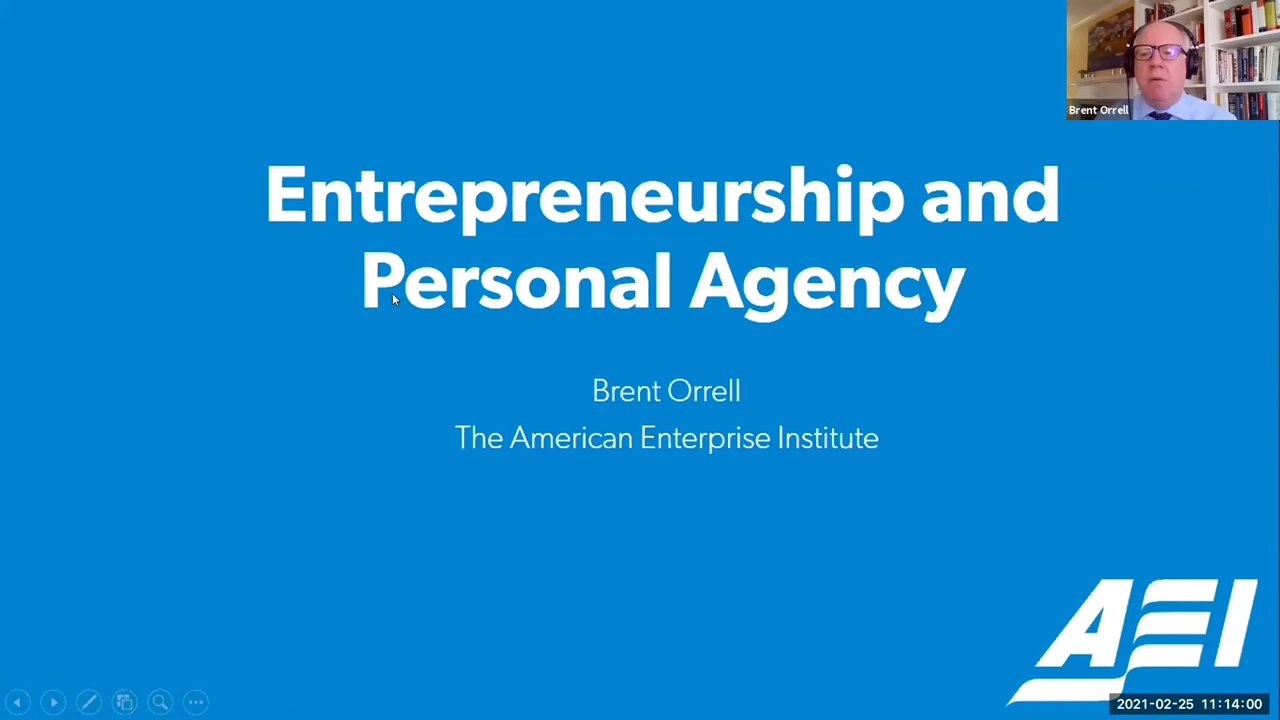 Brent Orrell
Entrepreneurship and
Personal Agency
Brent Orrell
The American Enterprise Institute
AEI
2021-02-25 11:14:00